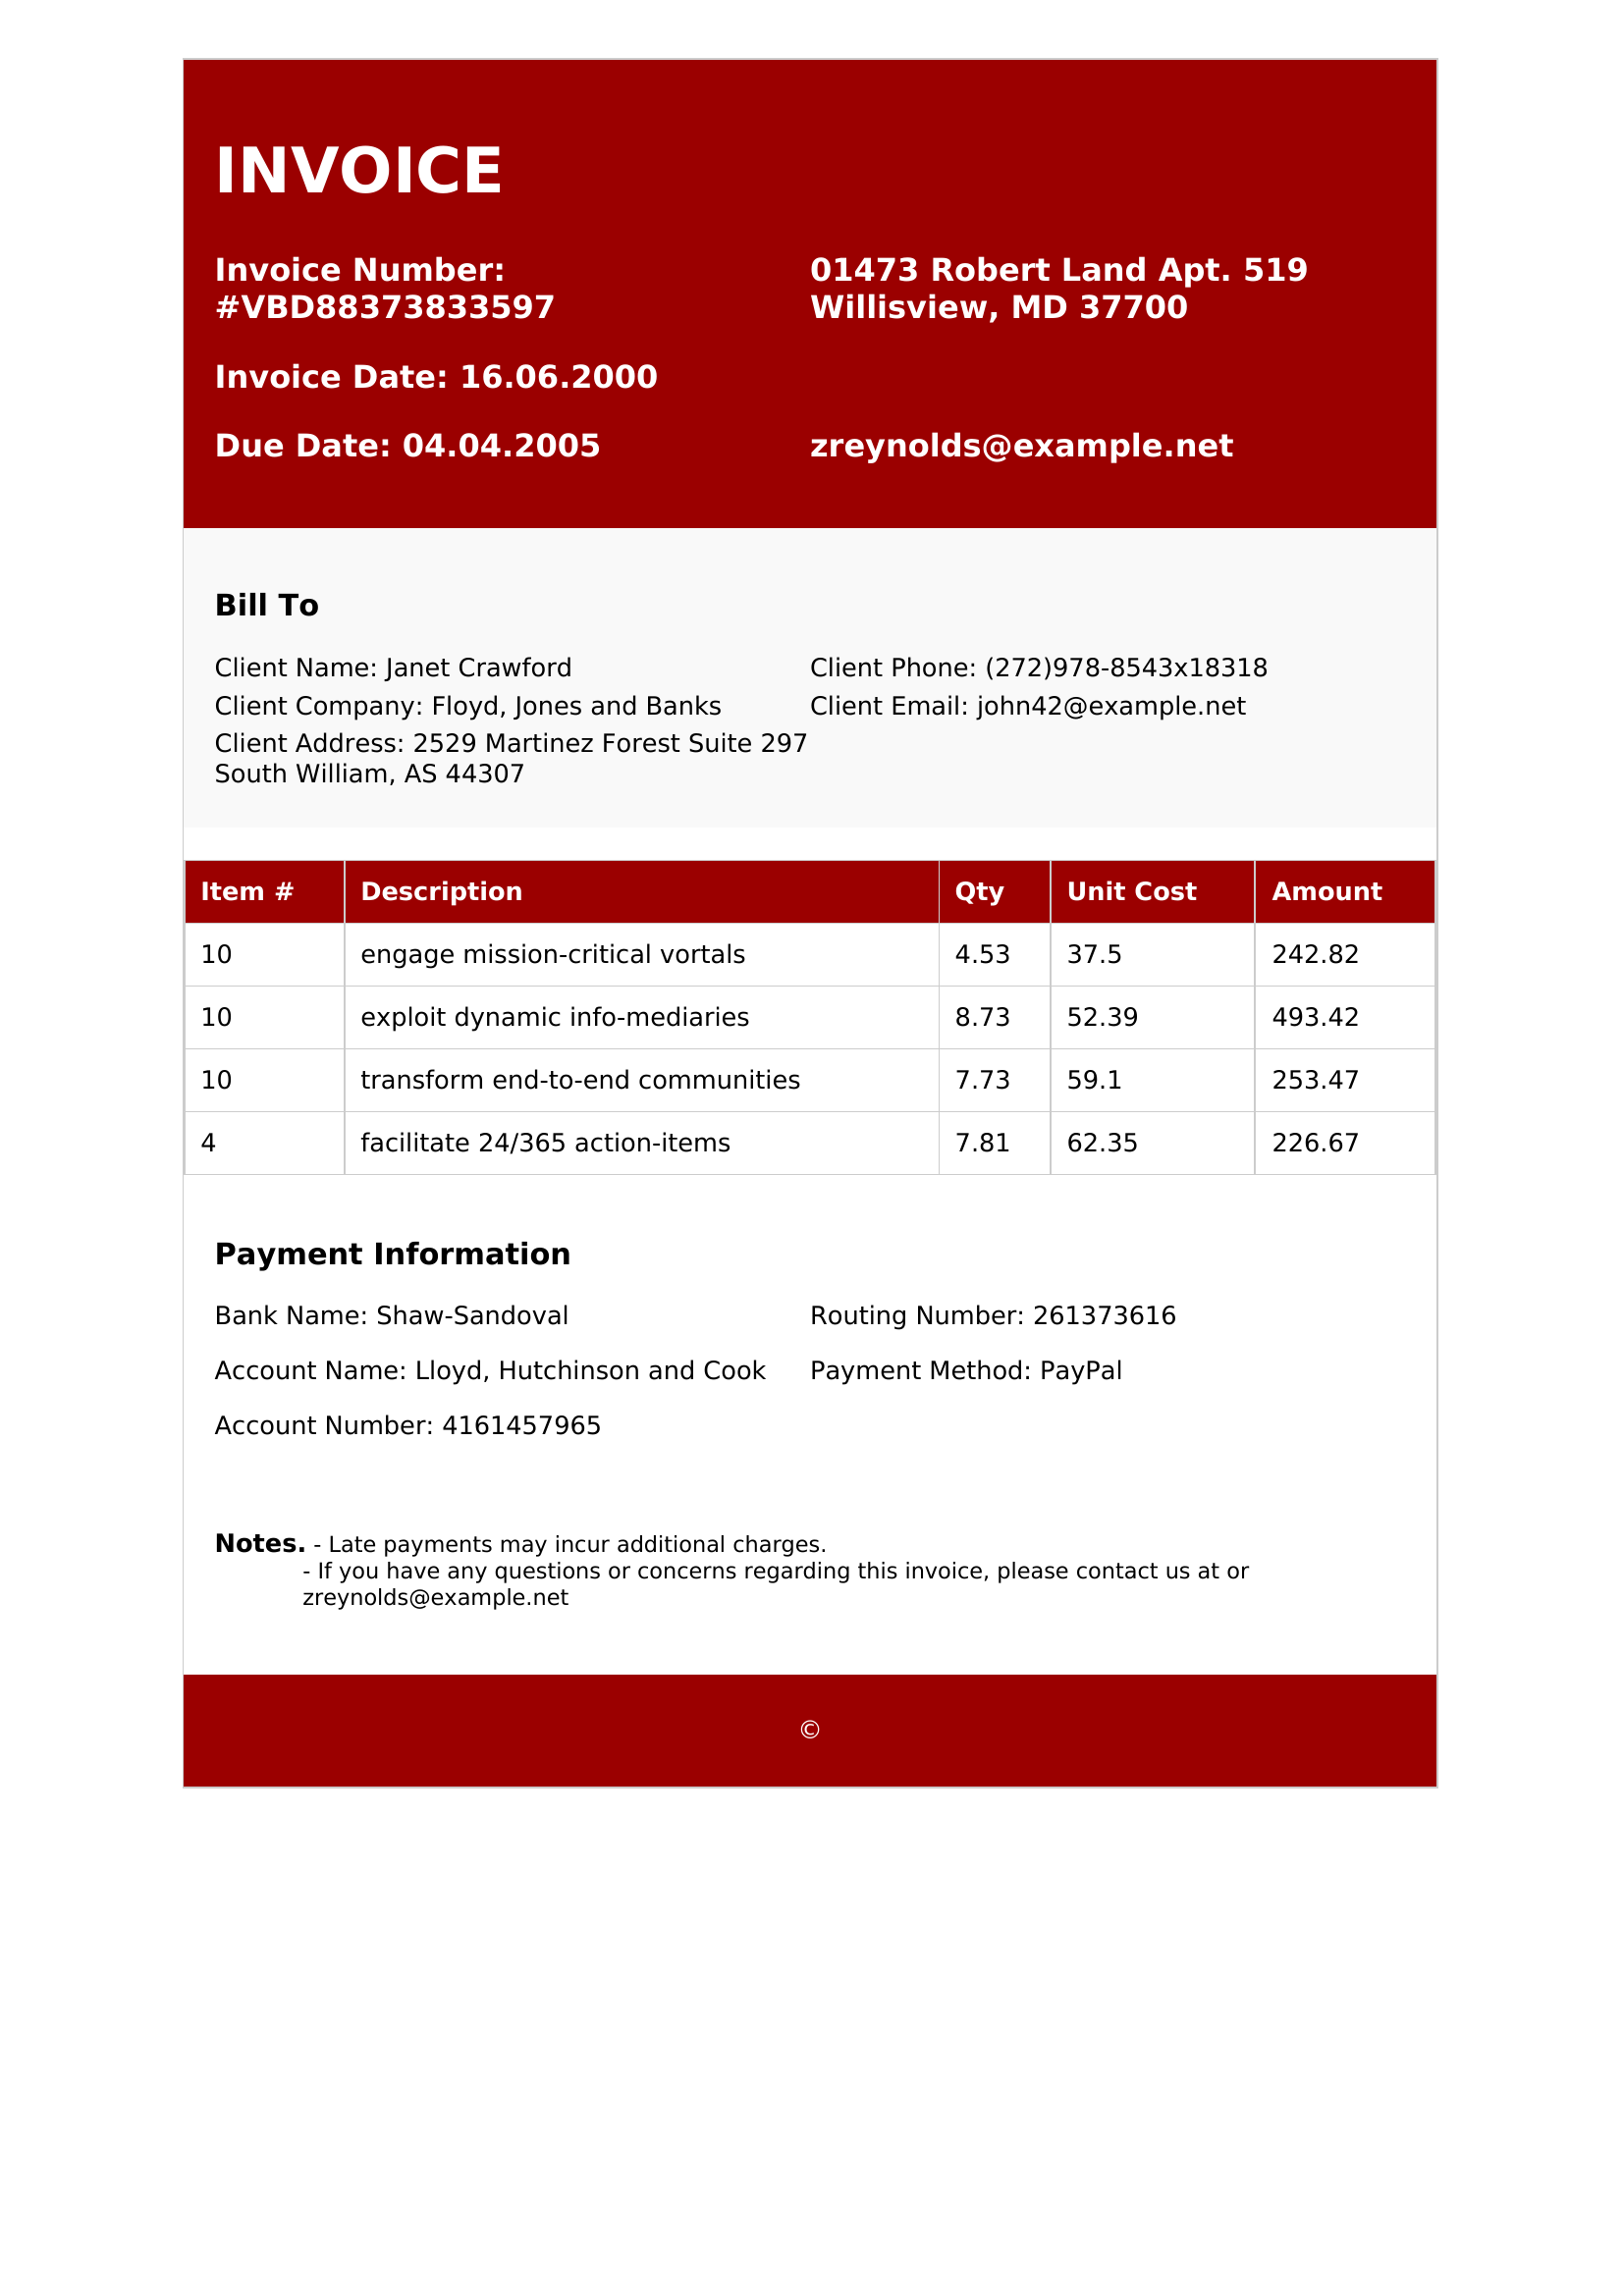 INVOICE
Invoice Number:
#VBD88373833597
01473 Robert Land Apt. 519
Willisview, MD 37700
Invoice Date: 16.06.2000
Due Date: 04.04.2005
zreynolds@example.net
Bill To
Client Name: Janet Crawford
Client Phone: (272)978-8543x18318
Client Company: Floyd, Jones and Banks
Client Email: john42@example.net
Client Address: 2529 Martinez Forest Suite 297
South William, AS 44307
Item # Description Qty Unit Cost Amount
10 engage mission-critical vortals 4.53 37.5 242.82
10 exploit dynamic info-mediaries 8.73 52.39 493.42
10 transform end-to-end communities 7.73 59.1 253.47
4 facilitate 24/365 action-items 7.81 62.35 226.67
Payment Information
Bank Name: Shaw-Sandoval
Routing Number: 261373616
Account Name: Lloyd, Hutchinson and Cook
Payment Method: PayPal
Account Number: 4161457965
Notes. - Late payments may incur additional charges.
- If you have any questions or concerns regarding this invoice, please contact us at or
zreynolds@example.net
©